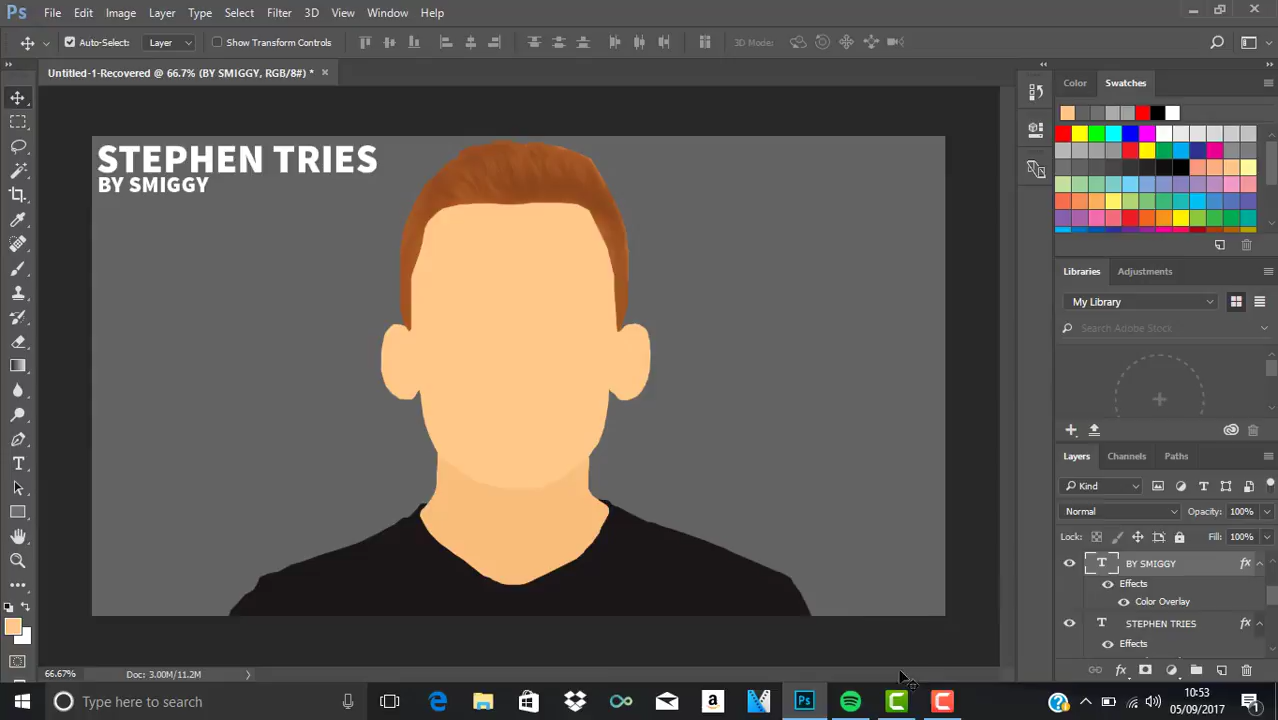 Ps File Edit Image Layer Type Select Filter 3D View Window Help
Auto-Select: Layer Show Transform Controls 3D Mode:
Untitled-1-Recovered @ 66.7% (BY SMIGGY, RGB/8#) * ×
Color Swatches
STEPHEN TRIES
BY SMIGGY
Libraries Adjustments
My Library
Search Adobe Stock
Layers Channels Paths
Kind
Normal Opacity: 100%
Lock: Fill: 100%
T BY SMIGGY fx
Effects
Color Overlay
T STEPHEN TRIES fx
Effects
66.67% Doc: 3.00M/11.2M
Type here to search
10:53
05/09/2017